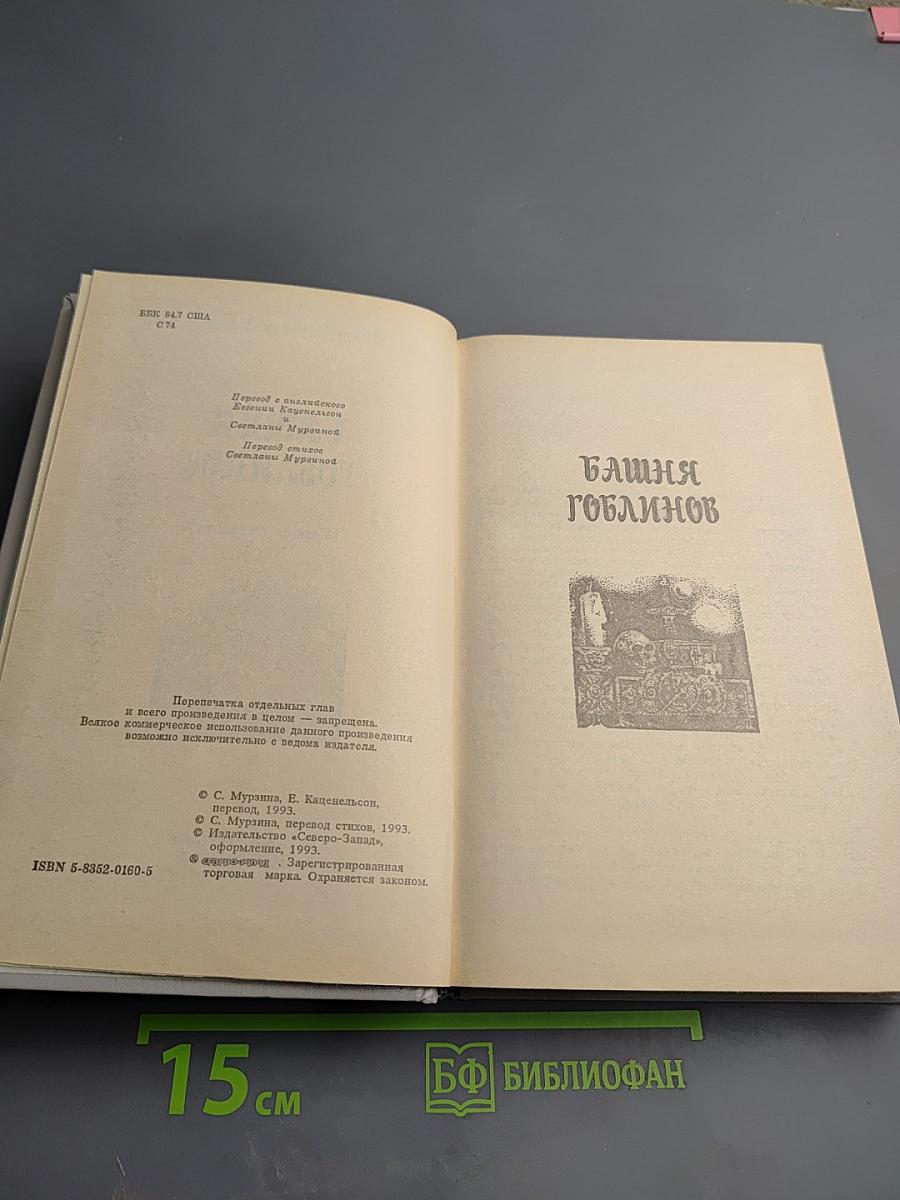 ББК 84.7 США
С 74
Перевод с английского
Евгении Каценельсон
и
Светланы Мурзиной
Перевод стихов
Светланы Мурзиной
Перепечатка отдельных глав
и всего произведения в целом — запрещена.
Всякое коммерческое использование данного произведения
возможно исключительно с ведома издателя.
© С. Мурзина, Е. Каценельсон,
перевод, 1993.
© С. Мурзина, перевод стихов, 1993.
© Издательство «Северо-Запад»,
оформление, 1993.
® северо-запад . Зарегистрированная
торговая марка. Охраняется законом.
ISBN 5-8352-0160-5
БАШНЯ
ГОБЛИНОВ
15 см
БФ БИБЛИОФАН